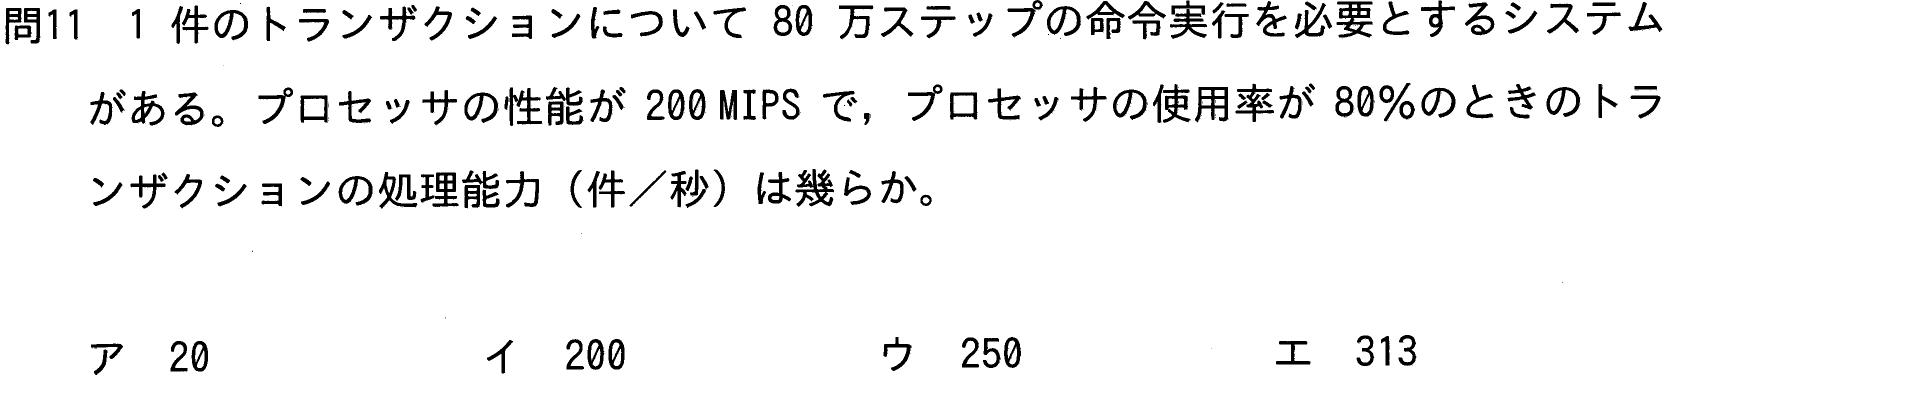 問11　1 件のトランザクションについて 80 万ステップの命令実行を必要とするシステム
がある。プロセッサの性能が 200 MIPS で，プロセッサの使用率が 80％のときのトラ
ンザクションの処理能力（件／秒）は幾らか。
ア　20　イ　200　ウ　250　エ　313